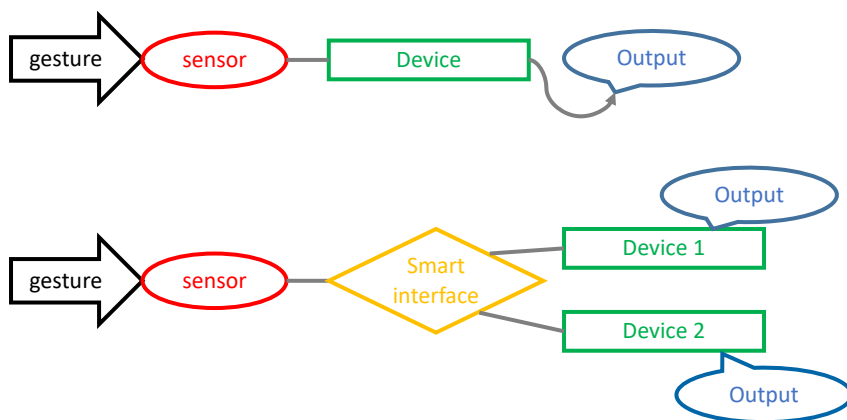 gesture
sensor
Device
Output
Output
gesture
sensor
Smart
interface
Device 1
Device 2
Output